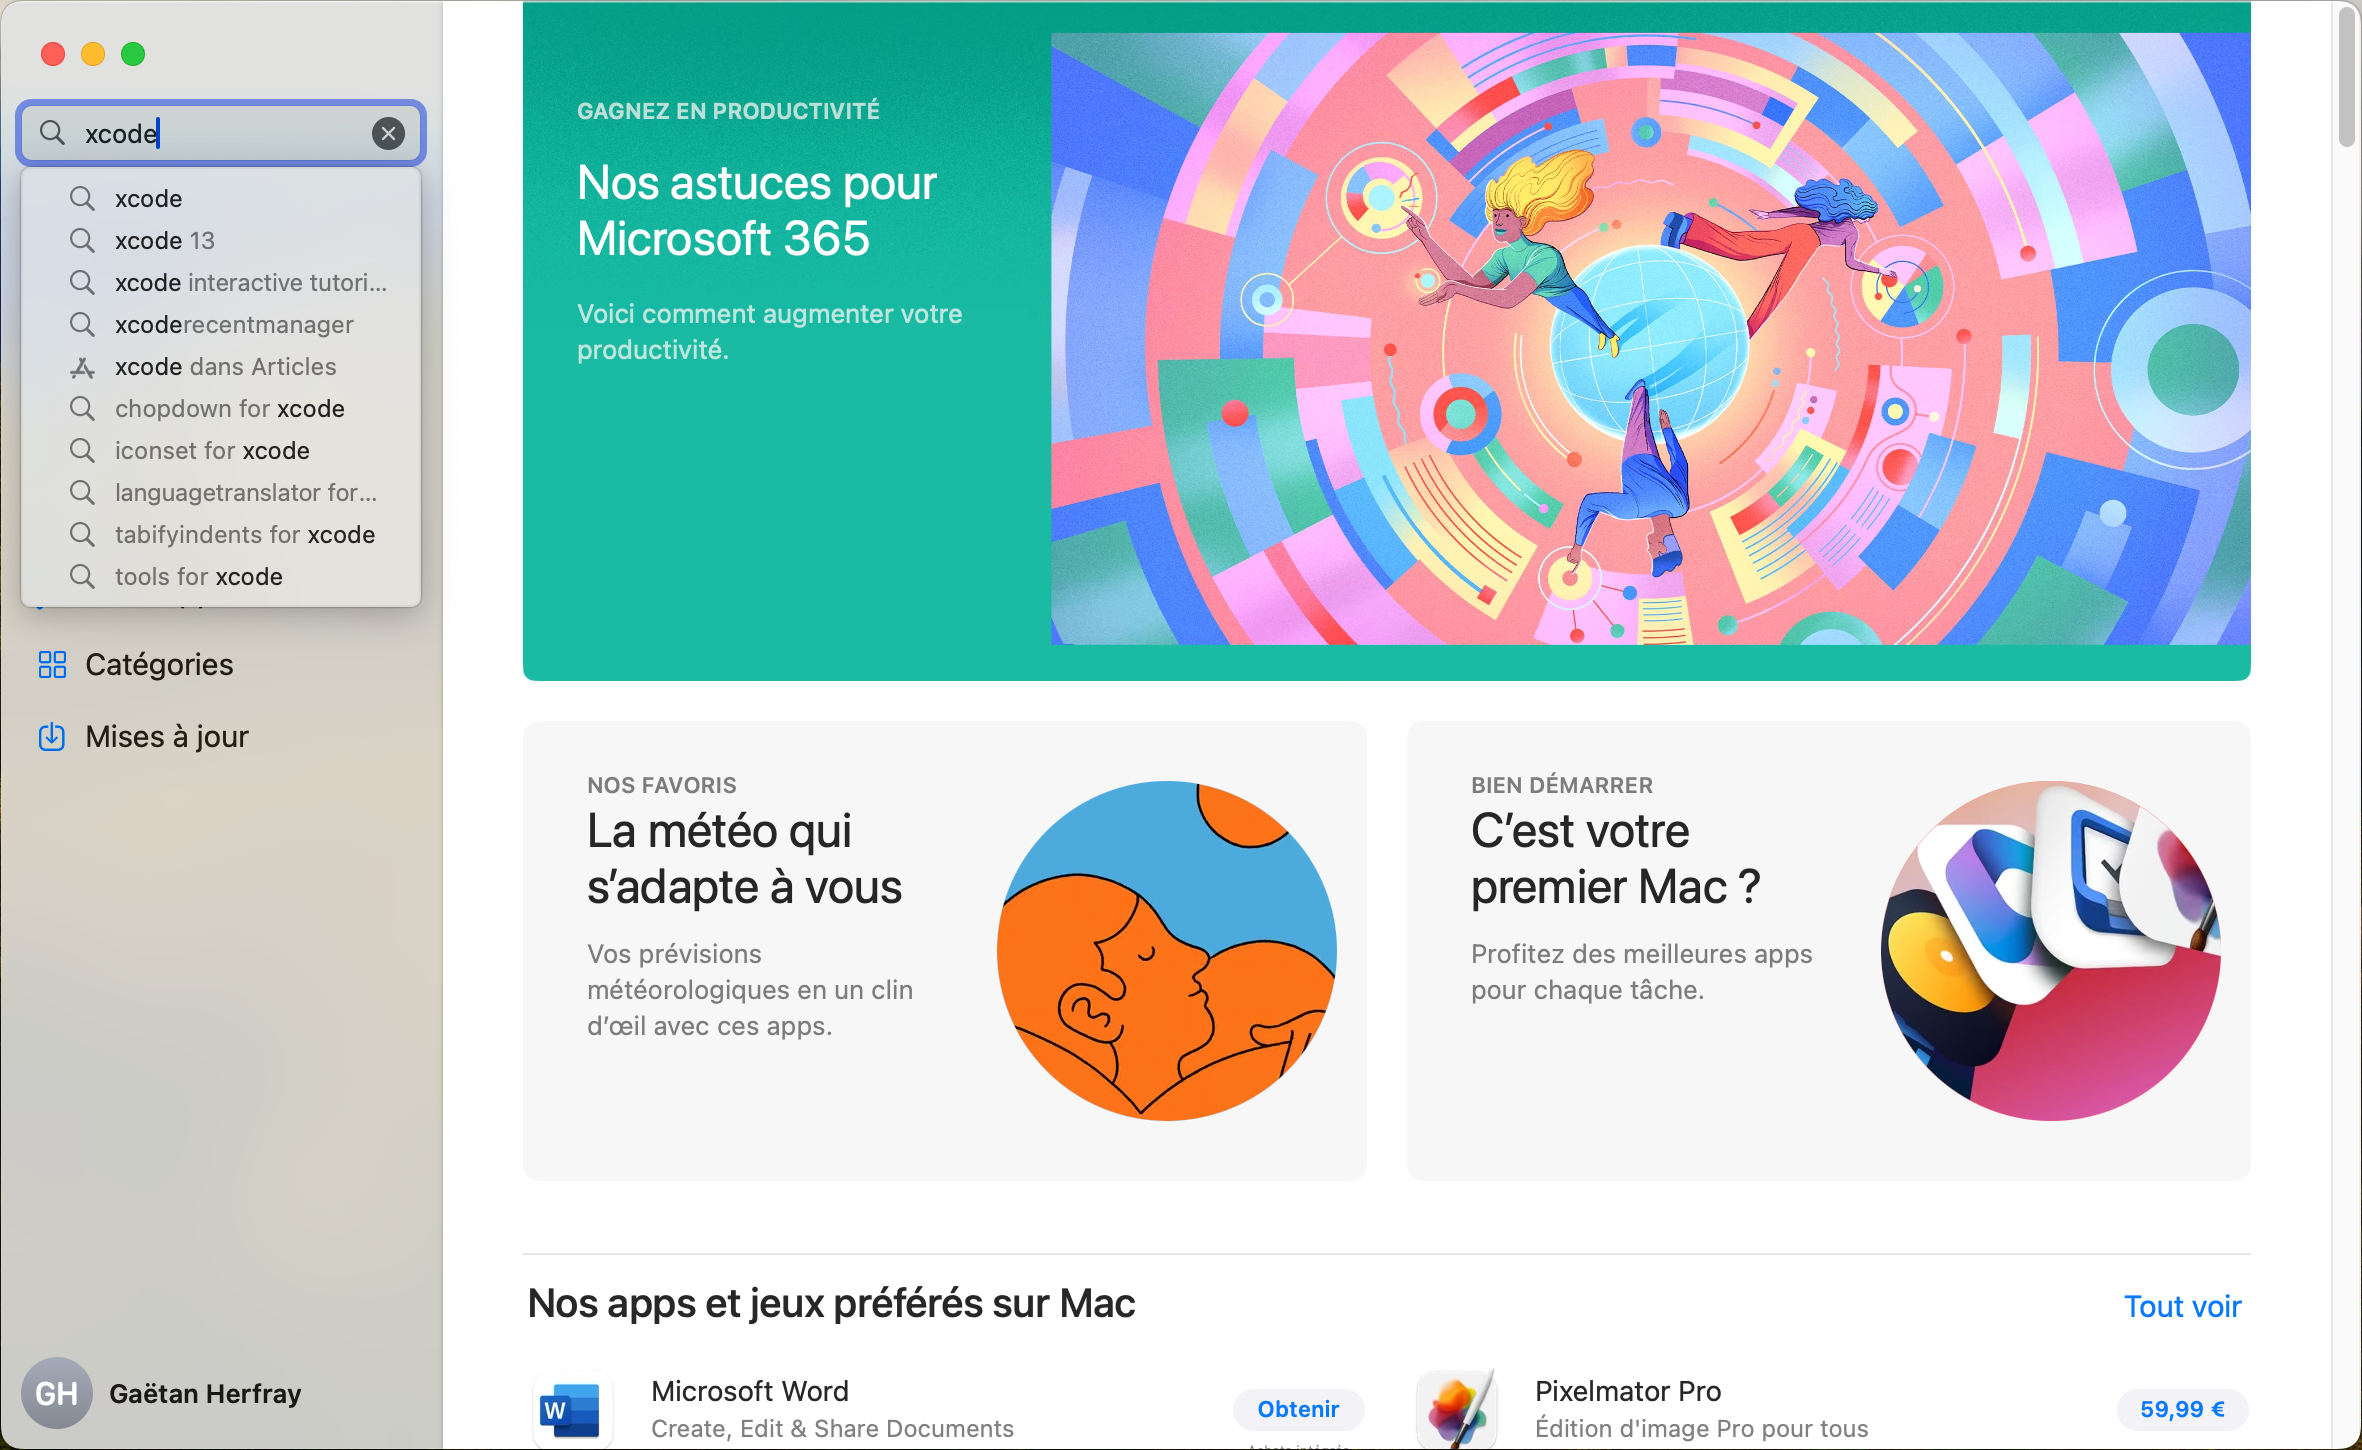 xcode
xcode
xcode 13
xcode interactive tutori...
xcoderecentmanager
xcode dans Articles
chopdown for xcode
iconset for xcode
languagetranslator for...
tabifyindents for xcode
tools for xcode
Catégories
Mises à jour
GH Gaëtan Herfray
GAGNEZ EN PRODUCTIVITÉ
Nos astuces pour
Microsoft 365
Voici comment augmenter votre
productivité.
NOS FAVORIS
La météo qui
s’adapte à vous
Vos prévisions
météorologiques en un clin
d’œil avec ces apps.
BIEN DÉMARRER
C’est votre
premier Mac ?
Profitez des meilleures apps
pour chaque tâche.
Nos apps et jeux préférés sur Mac
Tout voir
W
Microsoft Word
Create, Edit & Share Documents
Obtenir
Pixelmator Pro
Édition d'image Pro pour tous
59,99 €